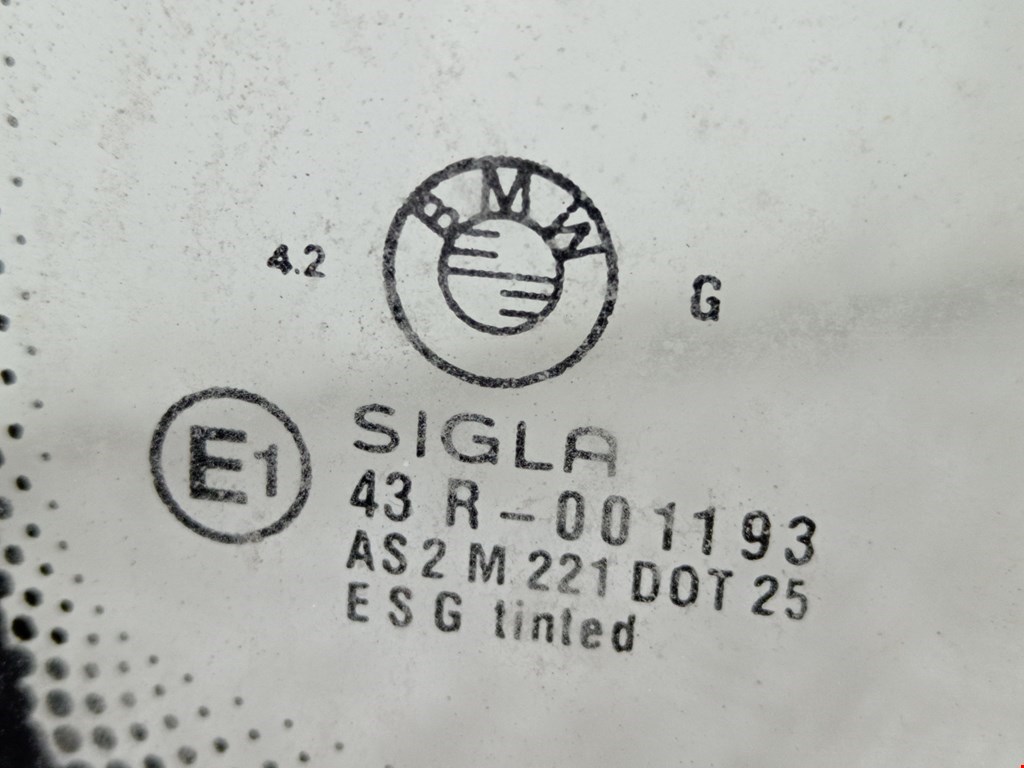 BMW
4.2
G
E1
SIGLA
43 R - 001193
AS2 M 221 DOT 25
ESG tinted